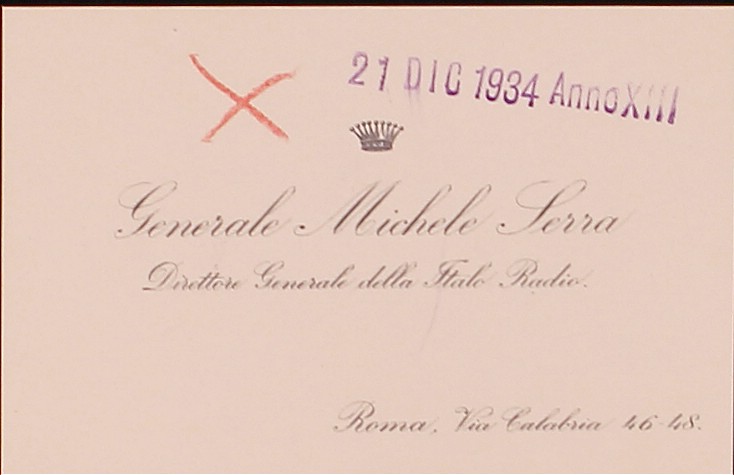 21 DIC 1934 Anno XIII
Generale Michele Serra
Direttore Generale della Italo Radio.
Roma, Via Calabria 46-48.